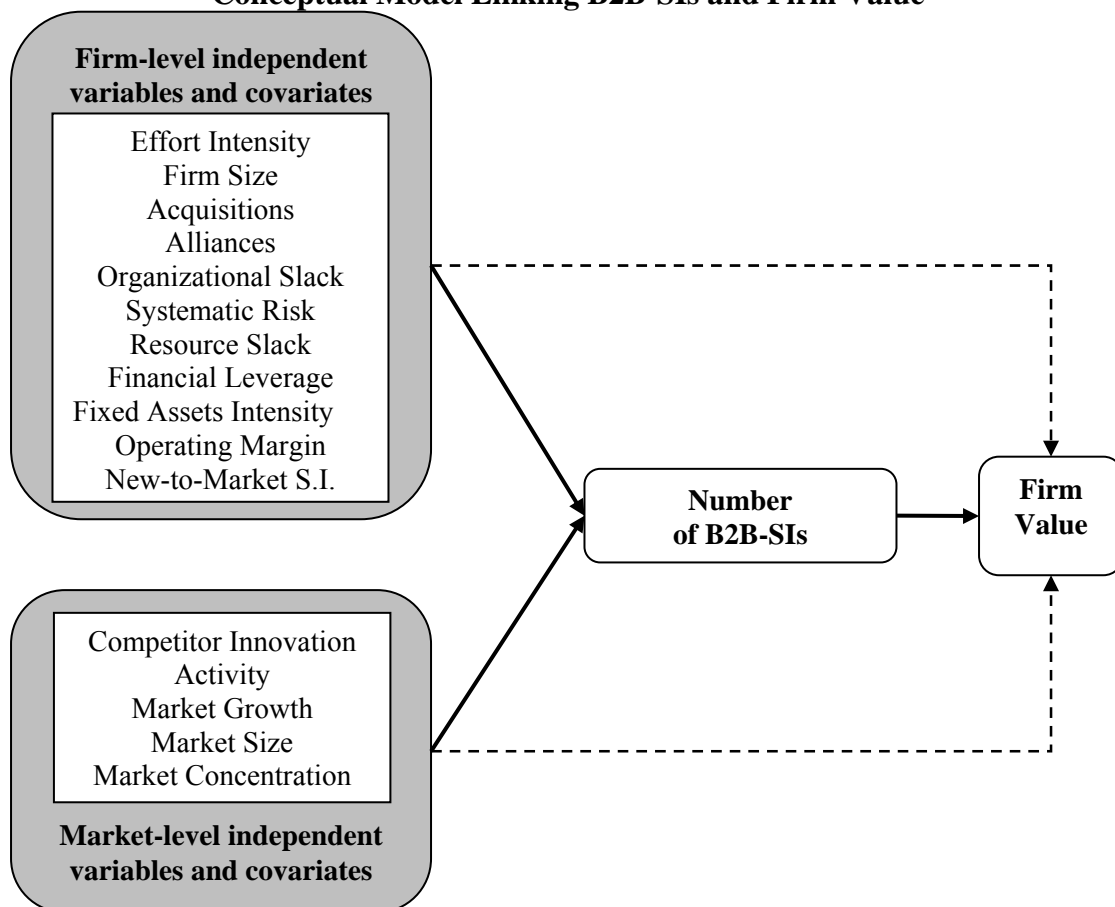 Conceptual Model Linking B2B-SIs and Firm Value
Firm-level independent
variables and covariates
Effort Intensity
Firm Size
Acquisitions
Alliances
Organizational Slack
Systematic Risk
Resource Slack
Financial Leverage
Fixed Assets Intensity
Operating Margin
New-to-Market S.I.
Number
of B2B-SIs
Firm
Value
Competitor Innovation
Activity
Market Growth
Market Size
Market Concentration
Market-level independent
variables and covariates